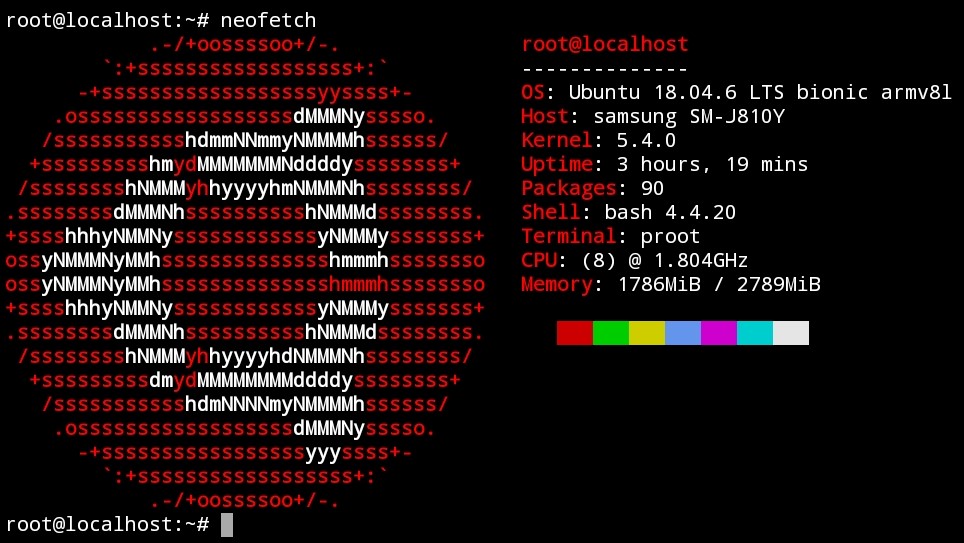 root@localhost:~# neofetch
.-/+oossssoo+/-. root@localhost
`:+ssssssssssssssssss+:` --------------
-+ssssssssssssssssssyyssss+- OS: Ubuntu 18.04.6 LTS bionic armv8l
.osssssssssssssssssssdMMMNysssso. Host: samsung SM-J810Y
/ssssssssssshdmmNNmmyNMMMMhssssss/ Kernel: 5.4.0
+sssssssssshmydMMMMMMMNddddyssssssss+ Uptime: 3 hours, 19 mins
/sssssssshNMMMyhhyyyyhmNMMMNhssssssss/ Packages: 90
.ssssssssdMMMNhsssssssssshNMMMdssssssss. Shell: bash 4.4.20
+sssshhhyNMMNyssssssssssssyNMMMysssssss+ Terminal: proot
ossyNMMMNyMMhsssssssssssssshmmmhssssssso CPU: (8) @ 1.804GHz
ossyNMMMNyMMhsssssssssssssshmmmhssssssso Memory: 1786MiB / 2789MiB
+sssshhhyNMMNyssssssssssssyNMMMysssssss+
.ssssssssdMMMNhsssssssssshNMMMdssssssss.
/sssssssshNMMMyhhyyyyhdNMMMNhssssssss/
+sssssssssdmydMMMMMMMMddddyssssssss+
/ssssssssssshdmNNNNmyNMMMMhssssss/
.osssssssssssssssssssdMMMNysssso.
-+sssssssssssssssssyyyssss+-
`:+ssssssssssssssssss+:`
.-/+oossssoo+/-.
root@localhost:~#